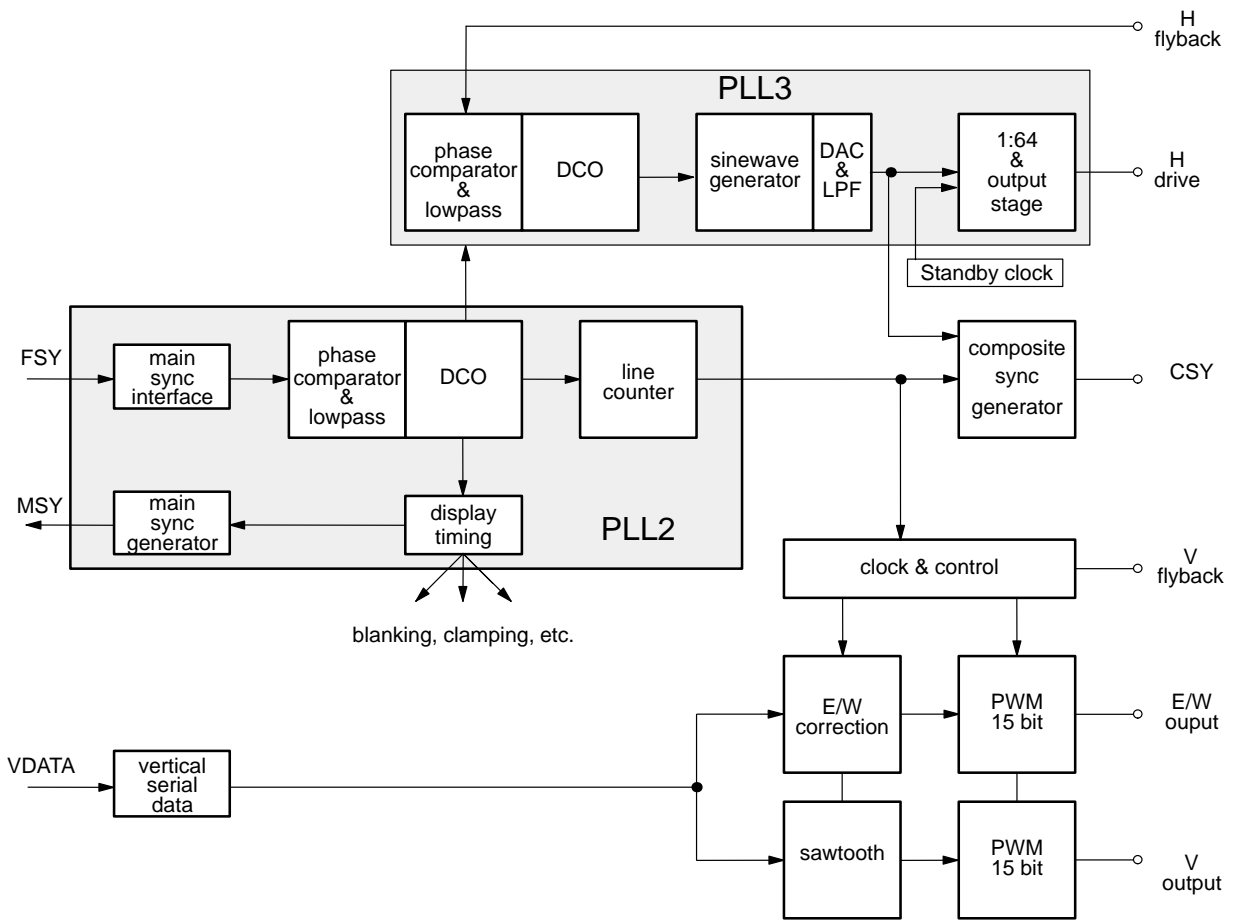 H
flyback
PLL3
phase
comparator
&
lowpass
DCO
sinewave
generator
DAC
&
LPF
1:64
&
output
stage
H
drive
Standby clock
FSY
main
sync
interface
phase
comparator
&
lowpass
DCO
line
counter
composite
sync
generator
CSY
MSY
main
sync
generator
display
timing
PLL2
clock & control
V
flyback
blanking, clamping, etc.
E/W
correction
PWM
15 bit
E/W
ouput
VDATA
vertical
serial
data
sawtooth
PWM
15 bit
V
output